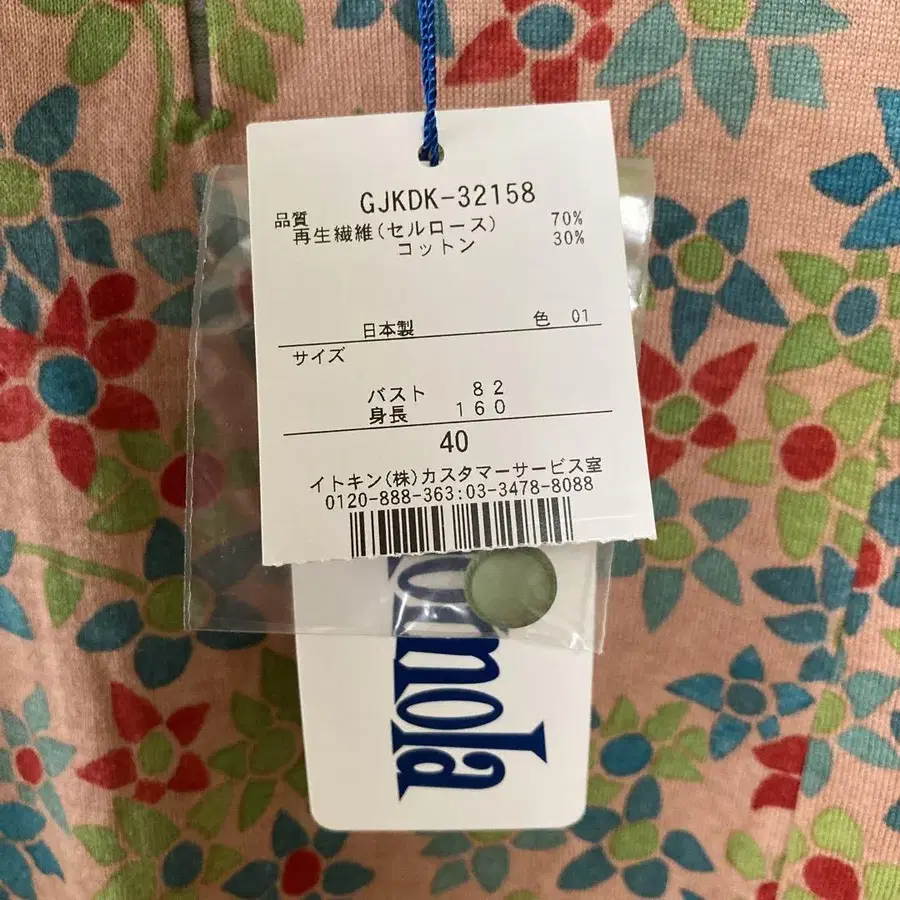 GJKDK-32158
品質
再生繊維(セルロース) 70%
コットン 30%
日本製 色 01
サイズ
バスト 82
身長 160
40
イトキン(株)カスタマーサービス室
0120-888-363:03-3478-8088